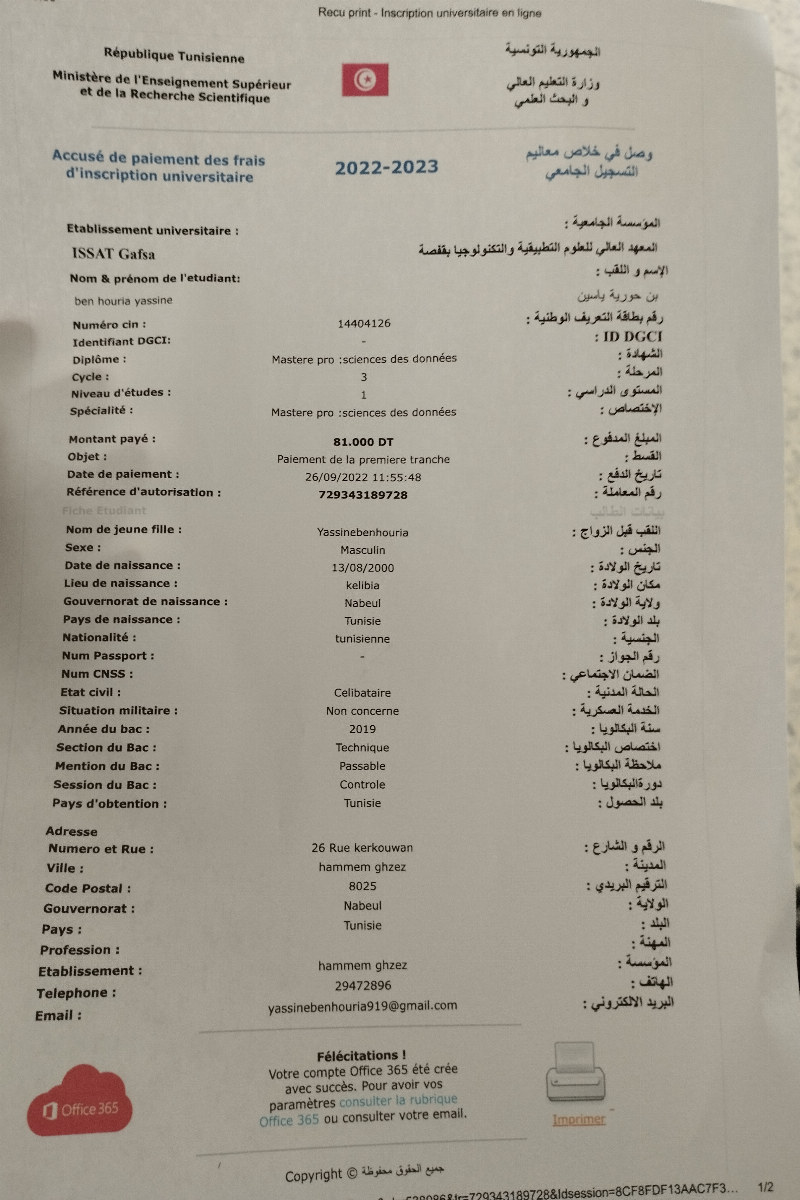 Recu print - Inscription universitaire en ligne
République Tunisienne
الجمهورية التونسية
Ministère de l'Enseignement Supérieur
et de la Recherche Scientifique
وزارة التعليم العالي
و البحث العلمي
Accusé de paiement des frais
d'inscription universitaire
2022-2023
وصل في خلاص معاليم
التسجيل الجامعي
Etablissement universitaire :
المؤسسة الجامعية :
ISSAT Gafsa
المعهد العالي للعلوم التطبيقية والتكنولوجيا بقفصة
Nom & prénom de l'etudiant:
الإسم و اللقب :
ben houria yassine
بن حورية ياسين
Numéro cin : 14404126 رقم بطاقة التعريف الوطنية :
Identifiant DGCI: - ID DGCI :
Diplôme : Mastere pro :sciences des données الشهادة :
Cycle : 3 المرحلة :
Niveau d'études : 1 المستوى الدراسي :
Spécialité : Mastere pro :sciences des données الإختصاص :
Montant payé : 81.000 DT المبلغ المدفوع :
Objet : Paiement de la premiere tranche القسط :
Date de paiement : 26/09/2022 11:55:48 تاريخ الدفع :
Référence d'autorisation : 729343189728 رقم المعاملة :
Fiche Etudiant بيانات الطالب
Nom de jeune fille : Yassinebenhouria اللقب قبل الزواج :
Sexe : Masculin الجنس :
Date de naissance : 13/08/2000 تاريخ الولادة :
Lieu de naissance : kelibia مكان الولادة :
Gouvernorat de naissance : Nabeul ولاية الولادة :
Pays de naissance : Tunisie بلد الولادة :
Nationalité : tunisienne الجنسية :
Num Passport : - رقم الجواز :
Num CNSS : الضمان الاجتماعي :
Etat civil : Celibataire الحالة المدنية :
Situation militaire : Non concerne الخدمة العسكرية :
Année du bac : 2019 سنة البكالويا :
Section du Bac : Technique اختصاص البكالويا :
Mention du Bac : Passable ملاحظة البكالويا :
Session du Bac : Controle دورةالبكالويا :
Pays d'obtention : Tunisie بلد الحصول :
Adresse
Numero et Rue : 26 Rue kerkouwan الرقم و الشارع :
Ville : hammem ghzez المدينة :
Code Postal : 8025 الترقيم البريدي :
Gouvernorat : Nabeul الولاية :
Pays : Tunisie البلد :
Profession : المهنة :
Etablissement : hammem ghzez المؤسسة :
Telephone : 29472896 الهاتف :
Email : yassinebenhouria919@gmail.com البريد الالكتروني :
Félécitations !
Votre compte Office 365 été crée
avec succès. Pour avoir vos
paramètres consulter la rubrique
Office 365 ou consulter votre email.
Office 365
Imprimer
Copyright © جميع الحقوق محفوظة
=729343189728&Idsession=8CF8FDF13AAC7F3... 1/2